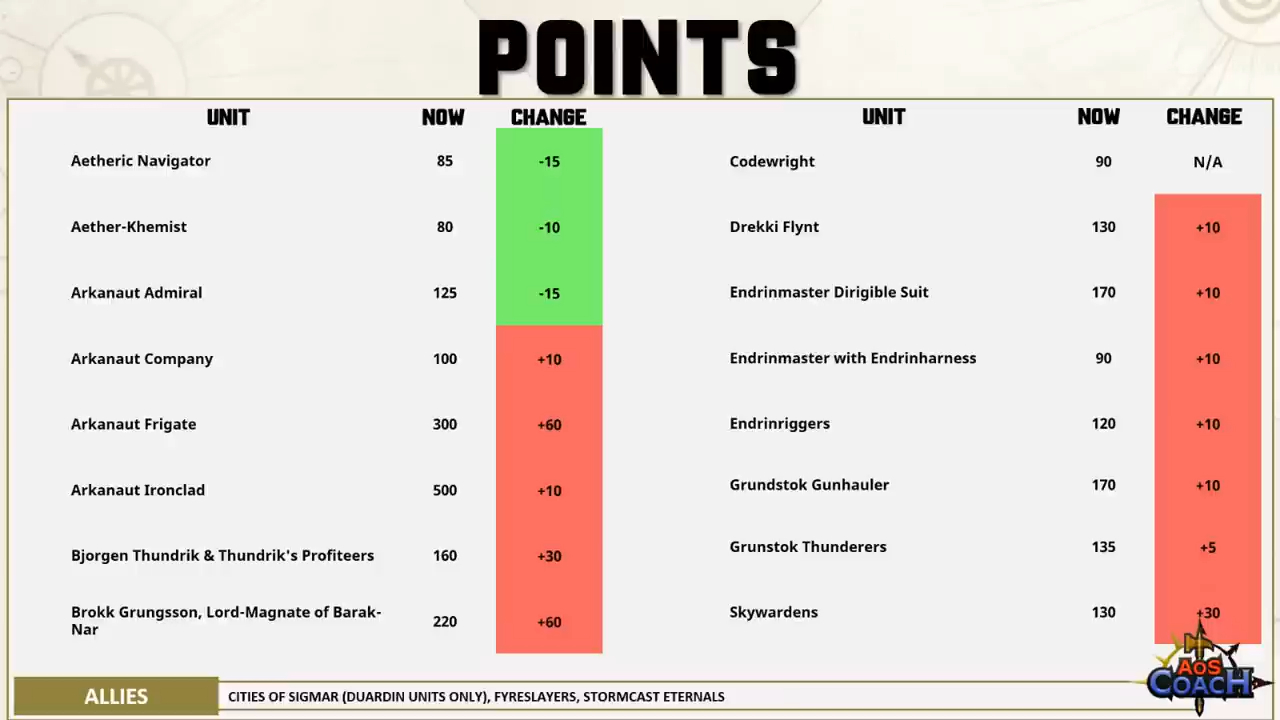 POINTS
UNIT NOW CHANGE
Aetheric Navigator 85 -15
Aether-Khemist 80 -10
Arkanaut Admiral 125 -15
Arkanaut Company 100 +10
Arkanaut Frigate 300 +60
Arkanaut Ironclad 500 +10
Bjorgen Thundrik & Thundrik's Profiteers 160 +30
Brokk Grungsson, Lord-Magnate of Barak-
Nar 220 +60
UNIT NOW CHANGE
Codewright 90 N/A
Drekki Flynt 130 +10
Endrinmaster Dirigible Suit 170 +10
Endrinmaster with Endrinharness 90 +10
Endrinriggers 120 +10
Grundstok Gunhauler 170 +10
Grunstok Thunderers 135 +5
Skywardens 130 +30
ALLIES CITIES OF SIGMAR (DUARDIN UNITS ONLY), FYRESLAYERS, STORMCAST ETERNALS
AoS
COACH